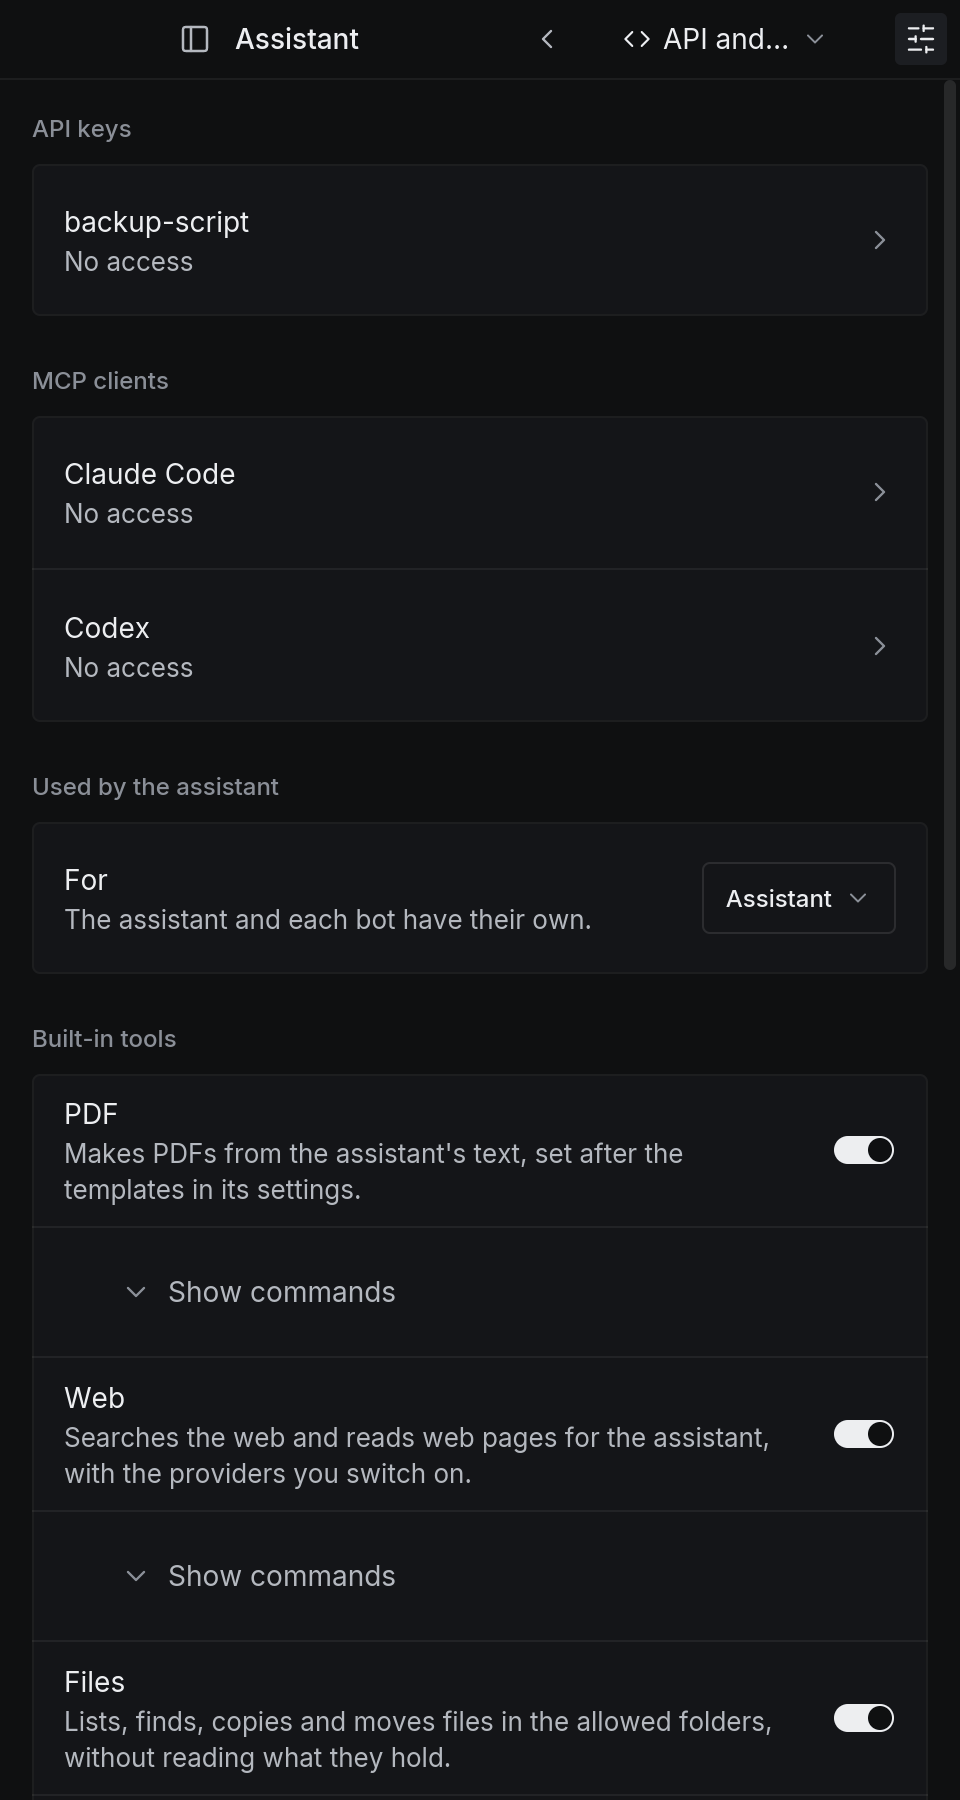 Assistant
API and...
API keys
backup-script
No access
MCP clients
Claude Code
No access
Codex
No access
Used by the assistant
For
The assistant and each bot have their own.
Assistant
Built-in tools
PDF
Makes PDFs from the assistant's text, set after the
templates in its settings.
Show commands
Web
Searches the web and reads web pages for the assistant,
with the providers you switch on.
Show commands
Files
Lists, finds, copies and moves files in the allowed folders,
without reading what they hold.